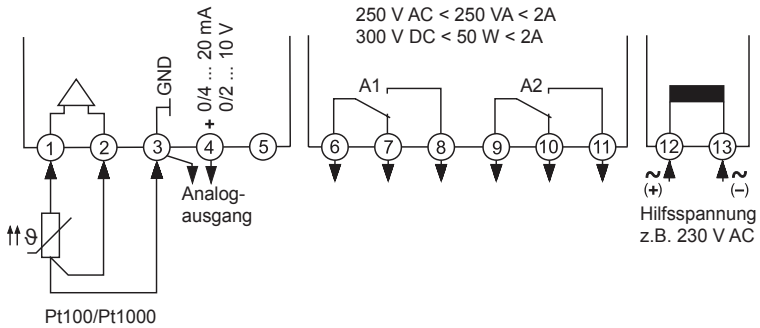 250 V AC < 250 VA < 2A
300 V DC < 50 W < 2A
GND
+ 0/4 ... 20 mA
0/2 ... 10 V
A1
A2
1
2
3
4
5
6
7
8
9
10
11
12
13
Analog-
ausgang
~
(+)
~
(–)
Hilfsspannung
z.B. 230 V AC
ϑ
Pt100/Pt1000